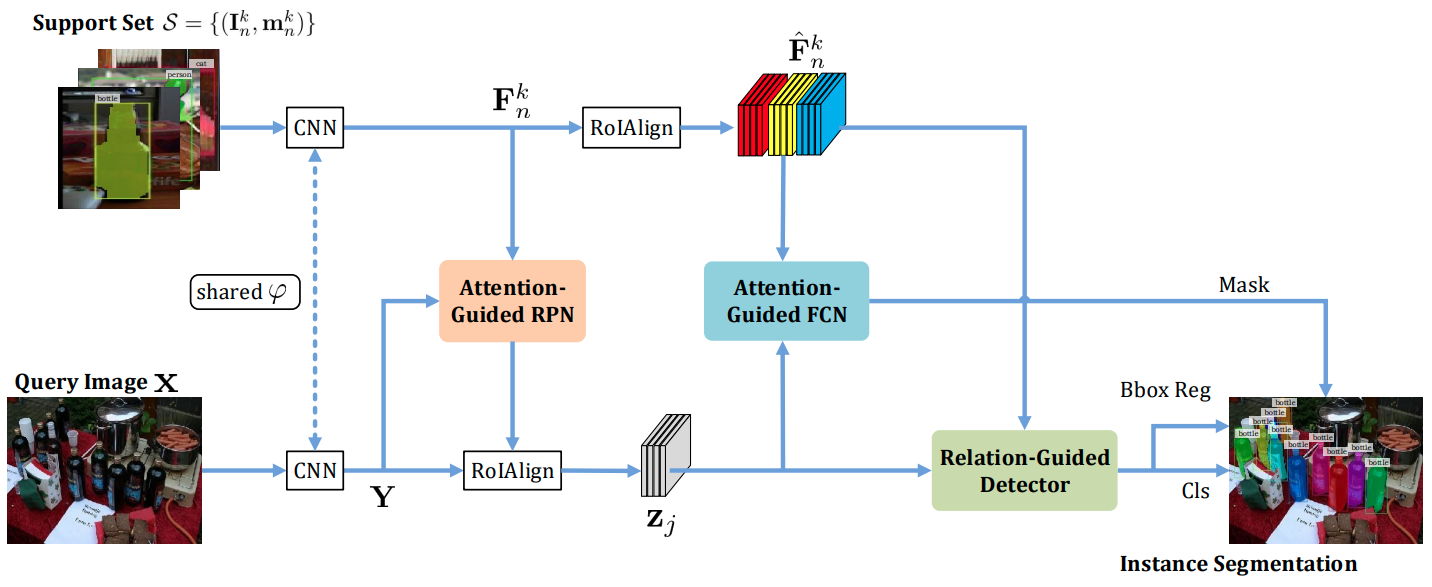 Support Set $\mathcal{S} = \{(\mathbf{I}_n^k, \mathbf{m}_n^k)\}$
cat
person
bottle
fife
CNN
$\mathbf{F}_n^k$
RoIAlign
$\hat{\mathbf{F}}_n^k$
shared $\varphi$
Attention-
Guided RPN
Attention-
Guided FCN
Mask
Query Image $\mathbf{X}$
CNN
$\mathbf{Y}$
RoIAlign
$\mathbf{z}_j$
Relation-Guided
Detector
Bbox Reg
Cls
bottle
bottle
bottle
bottle
bottle
bottle
bottle
bottle
bottle
Instance Segmentation